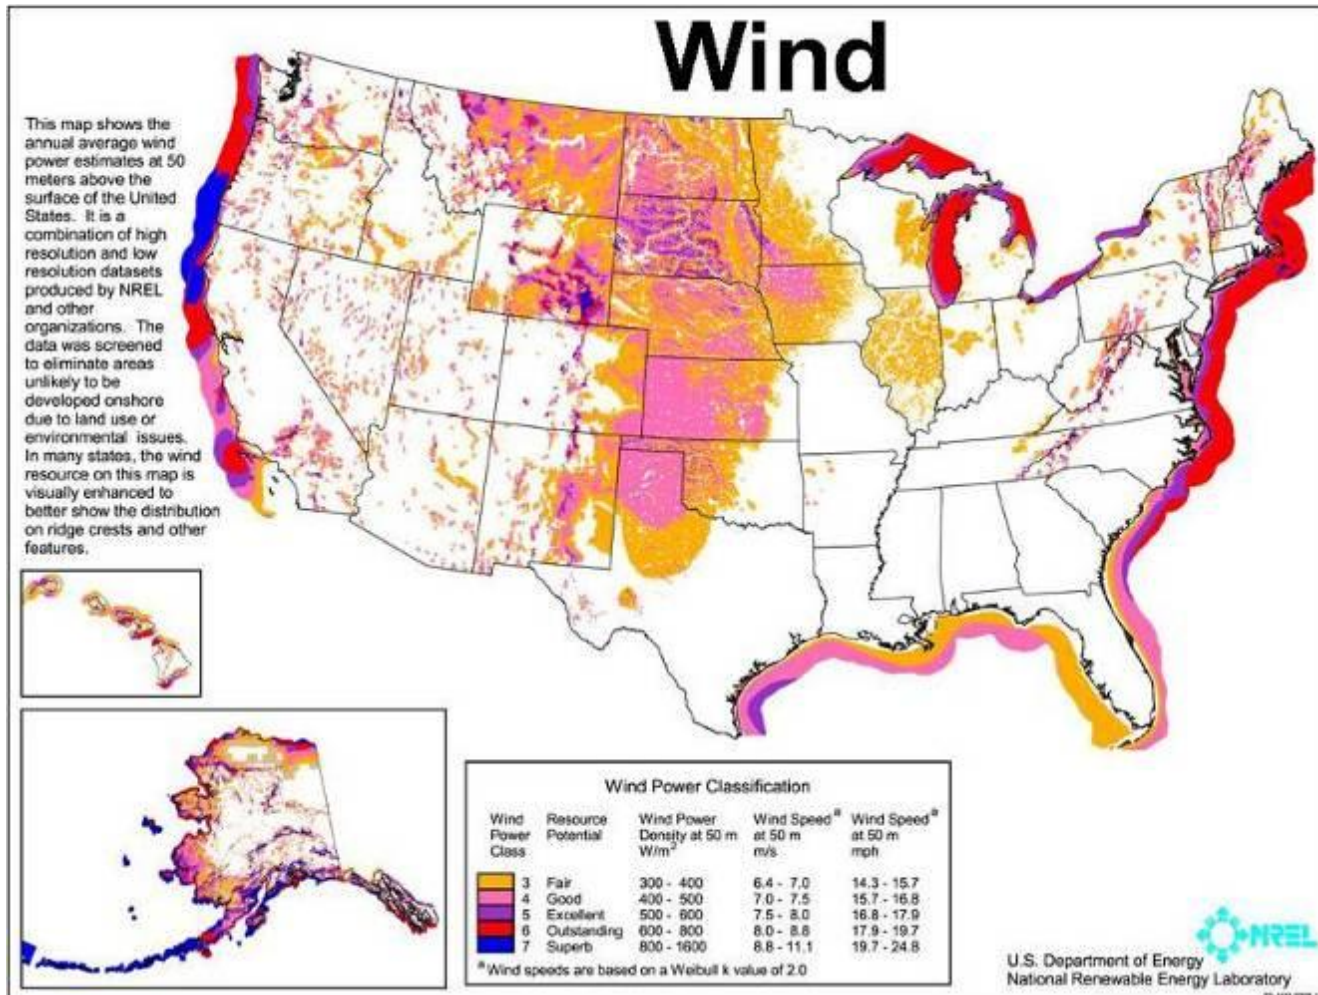 Wind
This map shows the
annual average wind
power estimates at 50
meters above the
surface of the United
States. It is a
combination of high
resolution and low
resolution datasets
produced by NREL
and other
organizations. The
data was screened
to eliminate areas
unlikely to be
developed onshore
due to land use or
environmental issues.
In many states, the wind
resource on this map is
visually enhanced to
better show the distribution
on ridge crests and other
features.
Wind Power Classification
Wind Power Class Resource Potential Wind Power Density at 50 m W/m² Wind Speed ª at 50 m m/s Wind Speed ª at 50 m mph
3 Fair 300 - 400 6.4 - 7.0 14.3 - 15.7
4 Good 400 - 500 7.0 - 7.5 15.7 - 16.8
5 Excellent 500 - 600 7.5 - 8.0 16.8 - 17.9
6 Outstanding 600 - 800 8.0 - 8.8 17.9 - 19.7
7 Superb 800 - 1600 8.8 - 11.1 19.7 - 24.8
ª Wind speeds are based on a Weibull k value of 2.0
NREL
U.S. Department of Energy
National Renewable Energy Laboratory